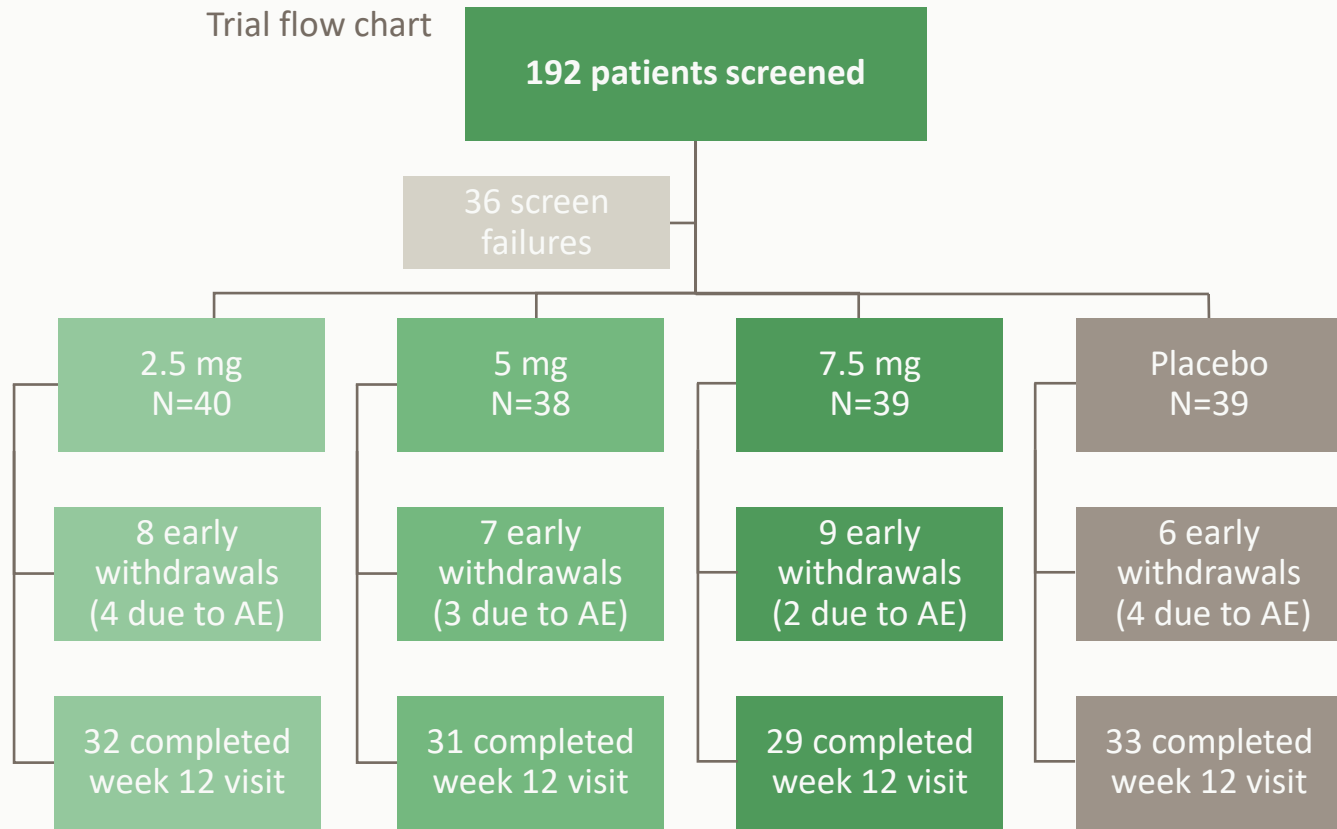 Trial flow chart
192 patients screened
36 screen
failures
2.5 mg
N=40
5 mg
N=38
7.5 mg
N=39
Placebo
N=39
8 early
withdrawals
(4 due to AE)
7 early
withdrawals
(3 due to AE)
9 early
withdrawals
(2 due to AE)
6 early
withdrawals
(4 due to AE)
32 completed
week 12 visit
31 completed
week 12 visit
29 completed
week 12 visit
33 completed
week 12 visit